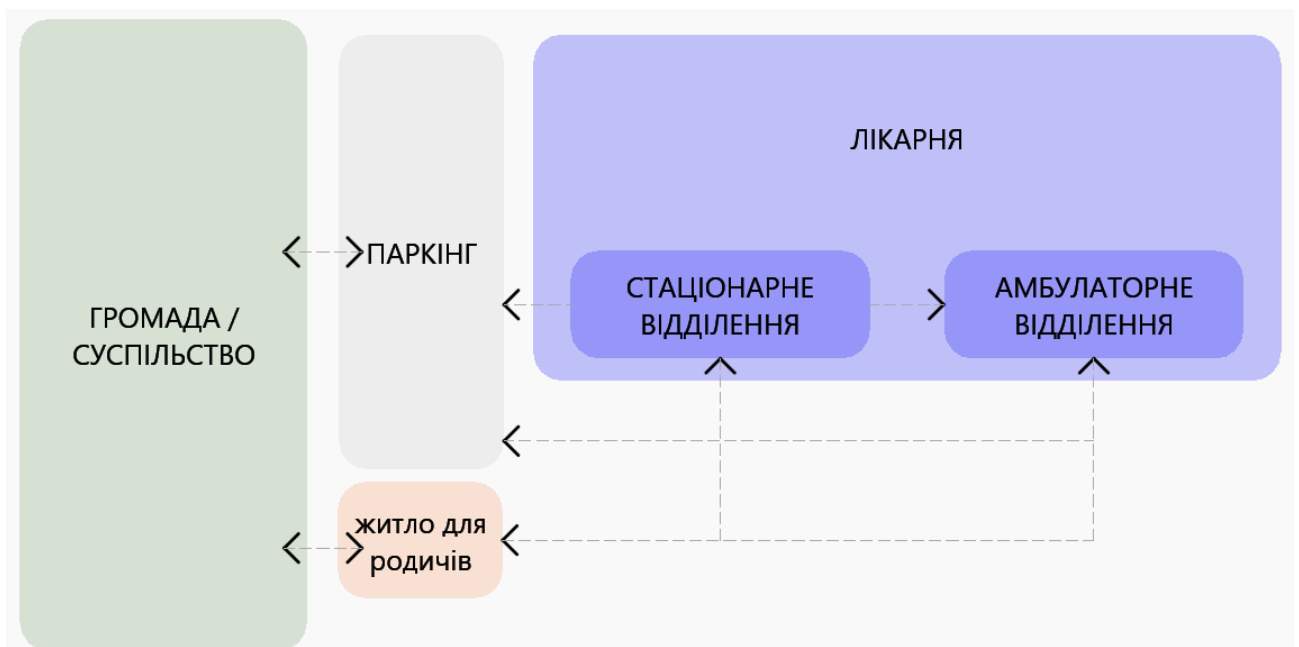 ГРОМАДА /
СУСПІЛЬСТВО
ПАРКІНГ
житло для
родичів
ЛІКАРНЯ
СТАЦІОНАРНЕ
ВІДДІЛЕННЯ
АМБУЛАТОРНЕ
ВІДДІЛЕННЯ